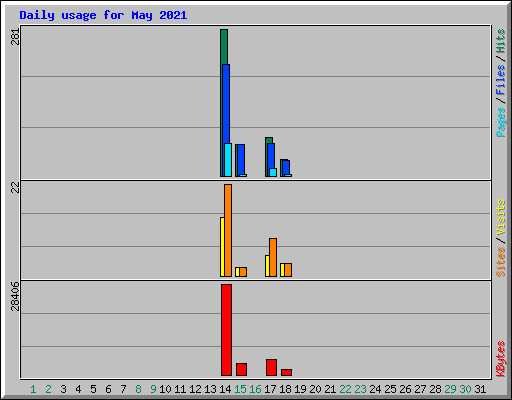 Daily usage for May 2021
281
Pages/Files/Hits
22
Sites/Visits
28406
KBytes
1 2 3 4 5 6 7 8 9 10 11 12 13 14 15 16 17 18 19 20 21 22 23 24 25 26 27 28 29 30 31